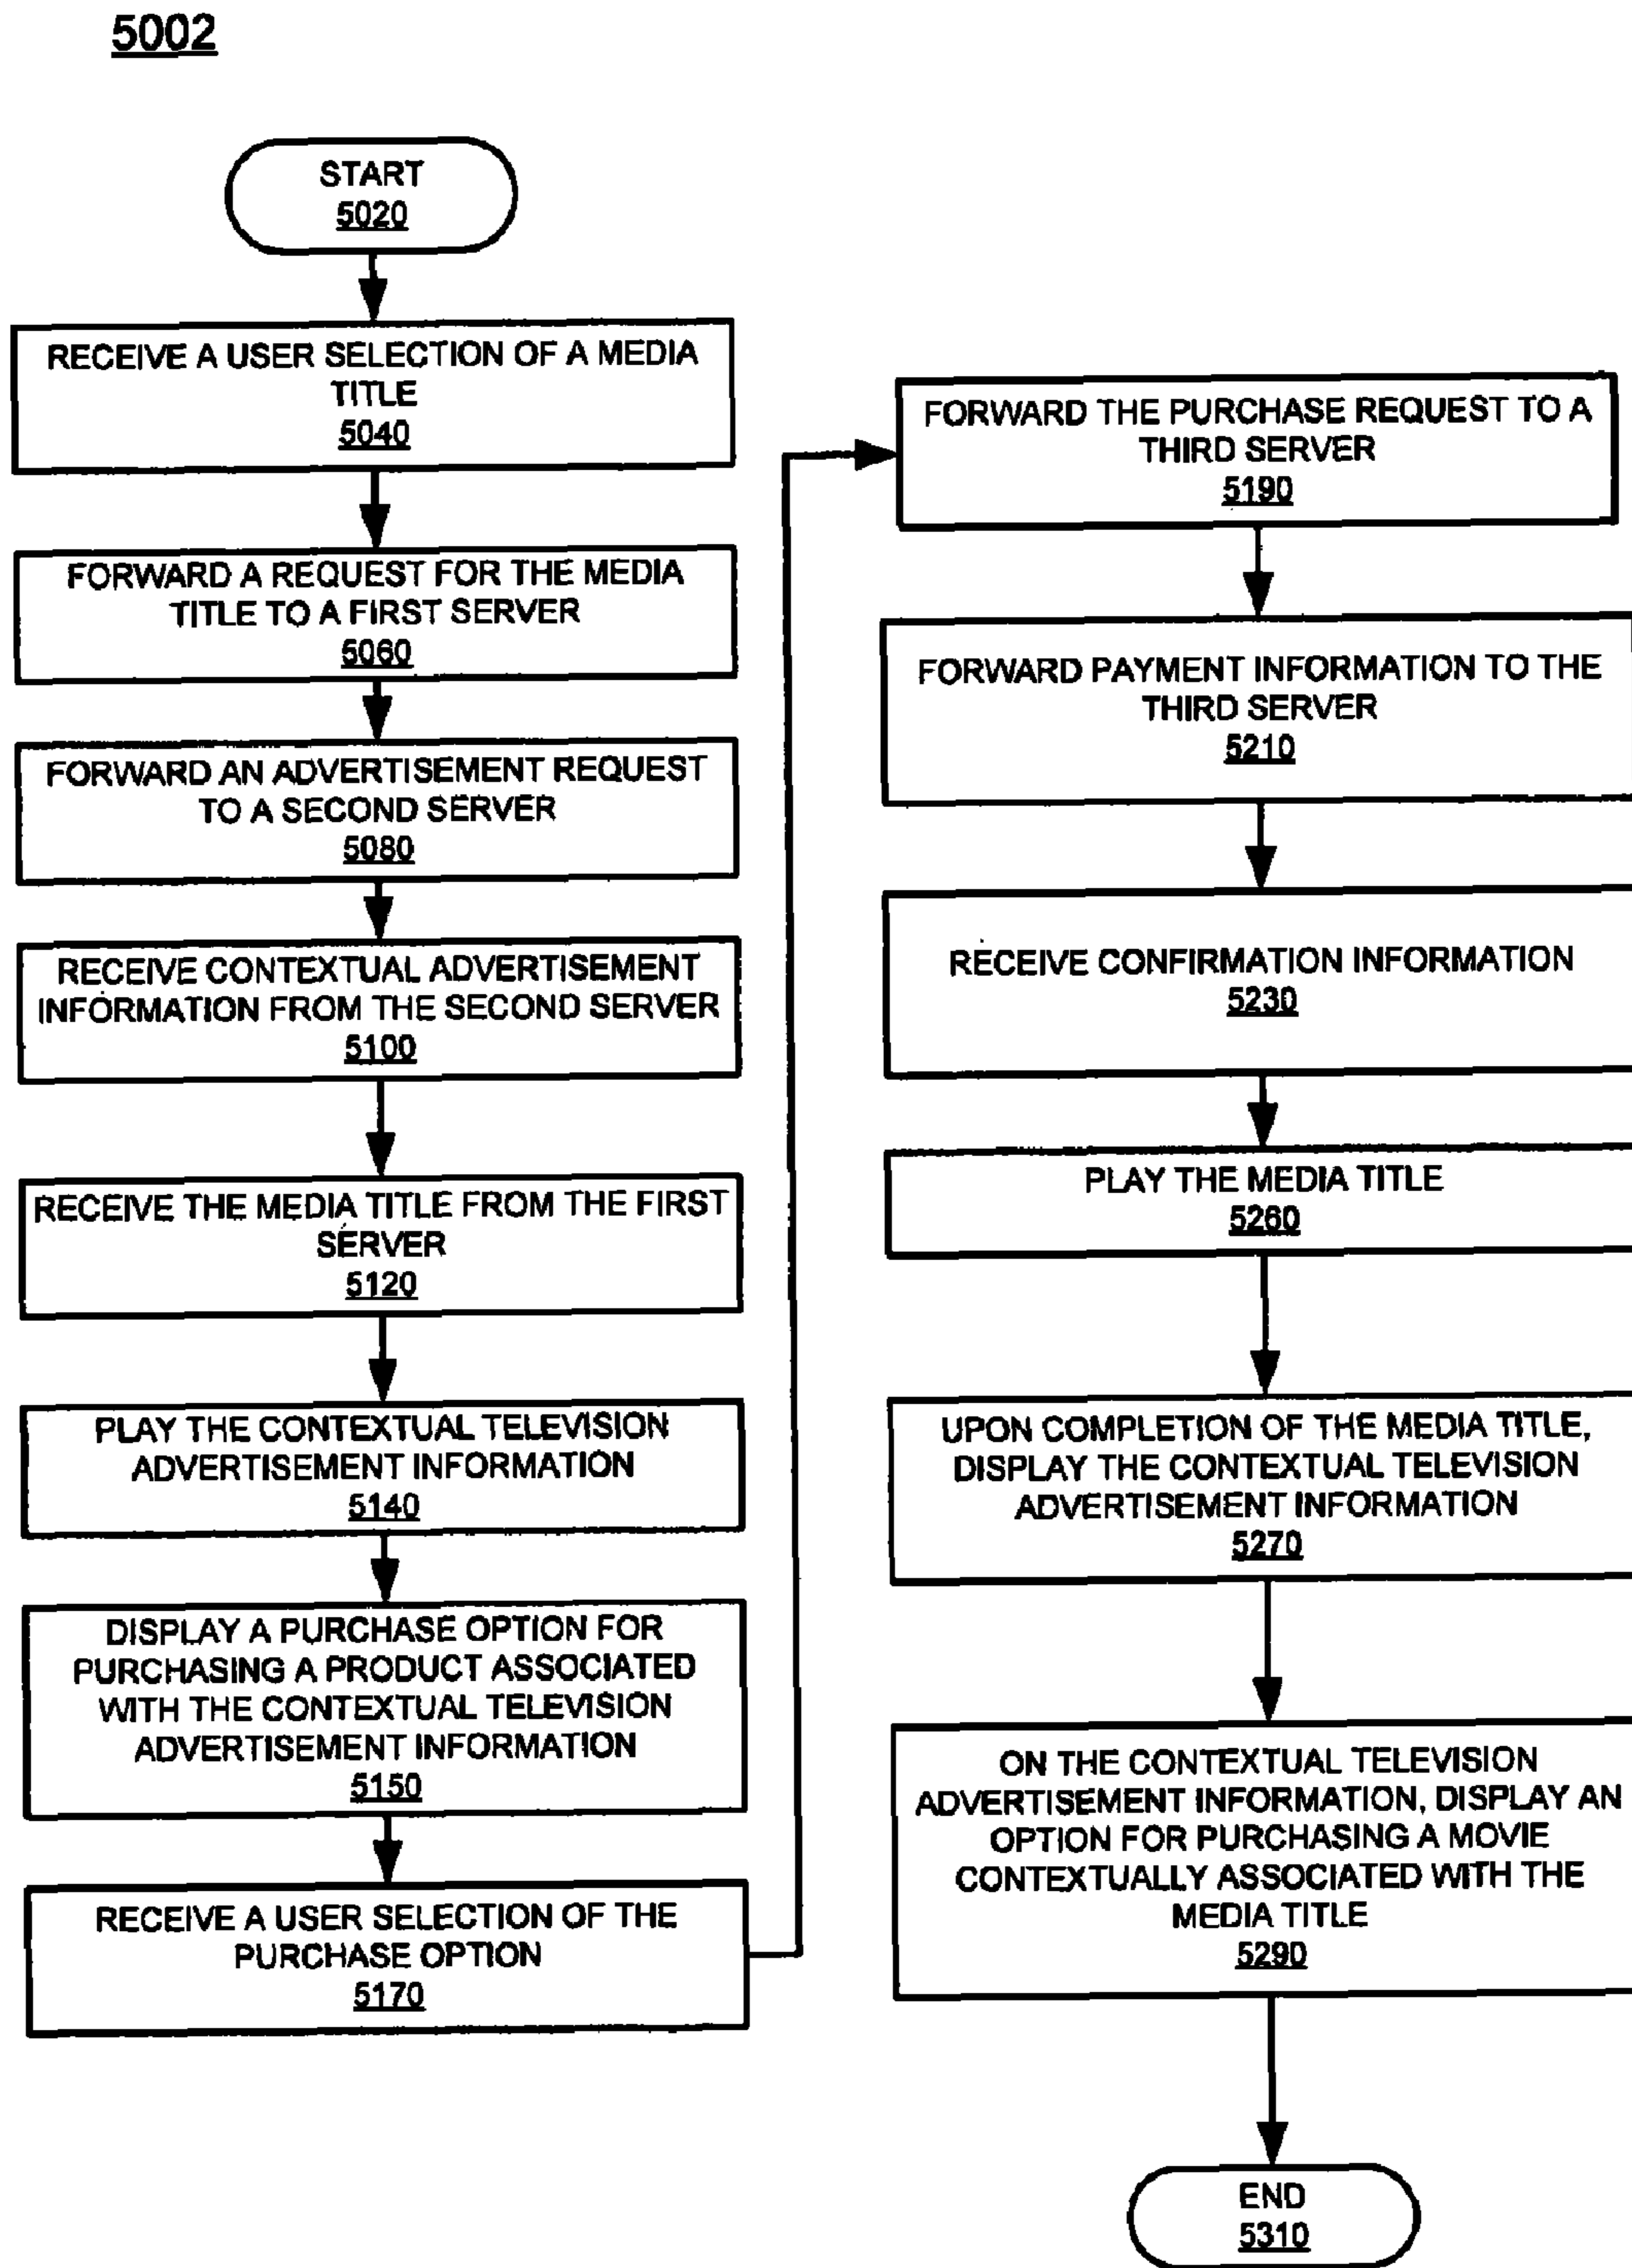 5002
START
5020
RECEIVE A USER SELECTION OF A MEDIA
TITLE
5040
FORWARD A REQUEST FOR THE MEDIA
TITLE TO A FIRST SERVER
5060
FORWARD AN ADVERTISEMENT REQUEST
TO A SECOND SERVER
5080
RECEIVE CONTEXTUAL ADVERTISEMENT
INFORMATION FROM THE SECOND SERVER
5100
RECEIVE THE MEDIA TITLE FROM THE FIRST
SERVER
5120
PLAY THE CONTEXTUAL TELEVISION
ADVERTISEMENT INFORMATION
5140
DISPLAY A PURCHASE OPTION FOR
PURCHASING A PRODUCT ASSOCIATED
WITH THE CONTEXTUAL TELEVISION
ADVERTISEMENT INFORMATION
5150
RECEIVE A USER SELECTION OF THE
PURCHASE OPTION
5170
FORWARD THE PURCHASE REQUEST TO A
THIRD SERVER
5190
FORWARD PAYMENT INFORMATION TO THE
THIRD SERVER
5210
RECEIVE CONFIRMATION INFORMATION
5230
PLAY THE MEDIA TITLE
5260
UPON COMPLETION OF THE MEDIA TITLE,
DISPLAY THE CONTEXTUAL TELEVISION
ADVERTISEMENT INFORMATION
5270
ON THE CONTEXTUAL TELEVISION
ADVERTISEMENT INFORMATION, DISPLAY AN
OPTION FOR PURCHASING A MOVIE
CONTEXTUALLY ASSOCIATED WITH THE
MEDIA TITLE
5290
END
5310